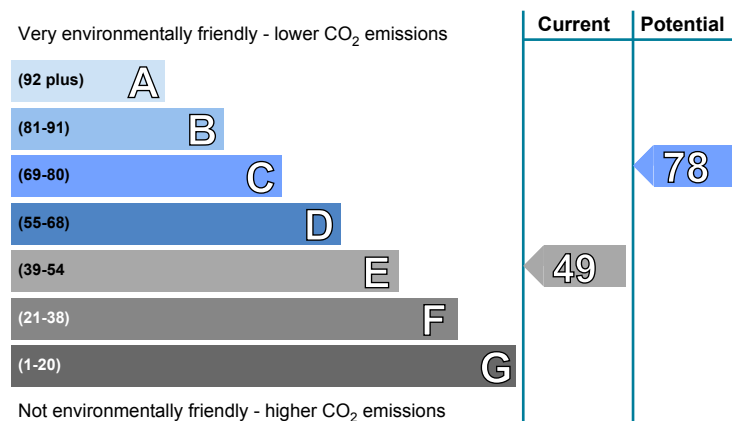 Very environmentally friendly - lower CO2 emissions
Current
Potential
(92 plus) A
(81-91) B
(69-80) C
78
(55-68) D
(39-54 E
49
(21-38) F
(1-20) G
Not environmentally friendly - higher CO2 emissions